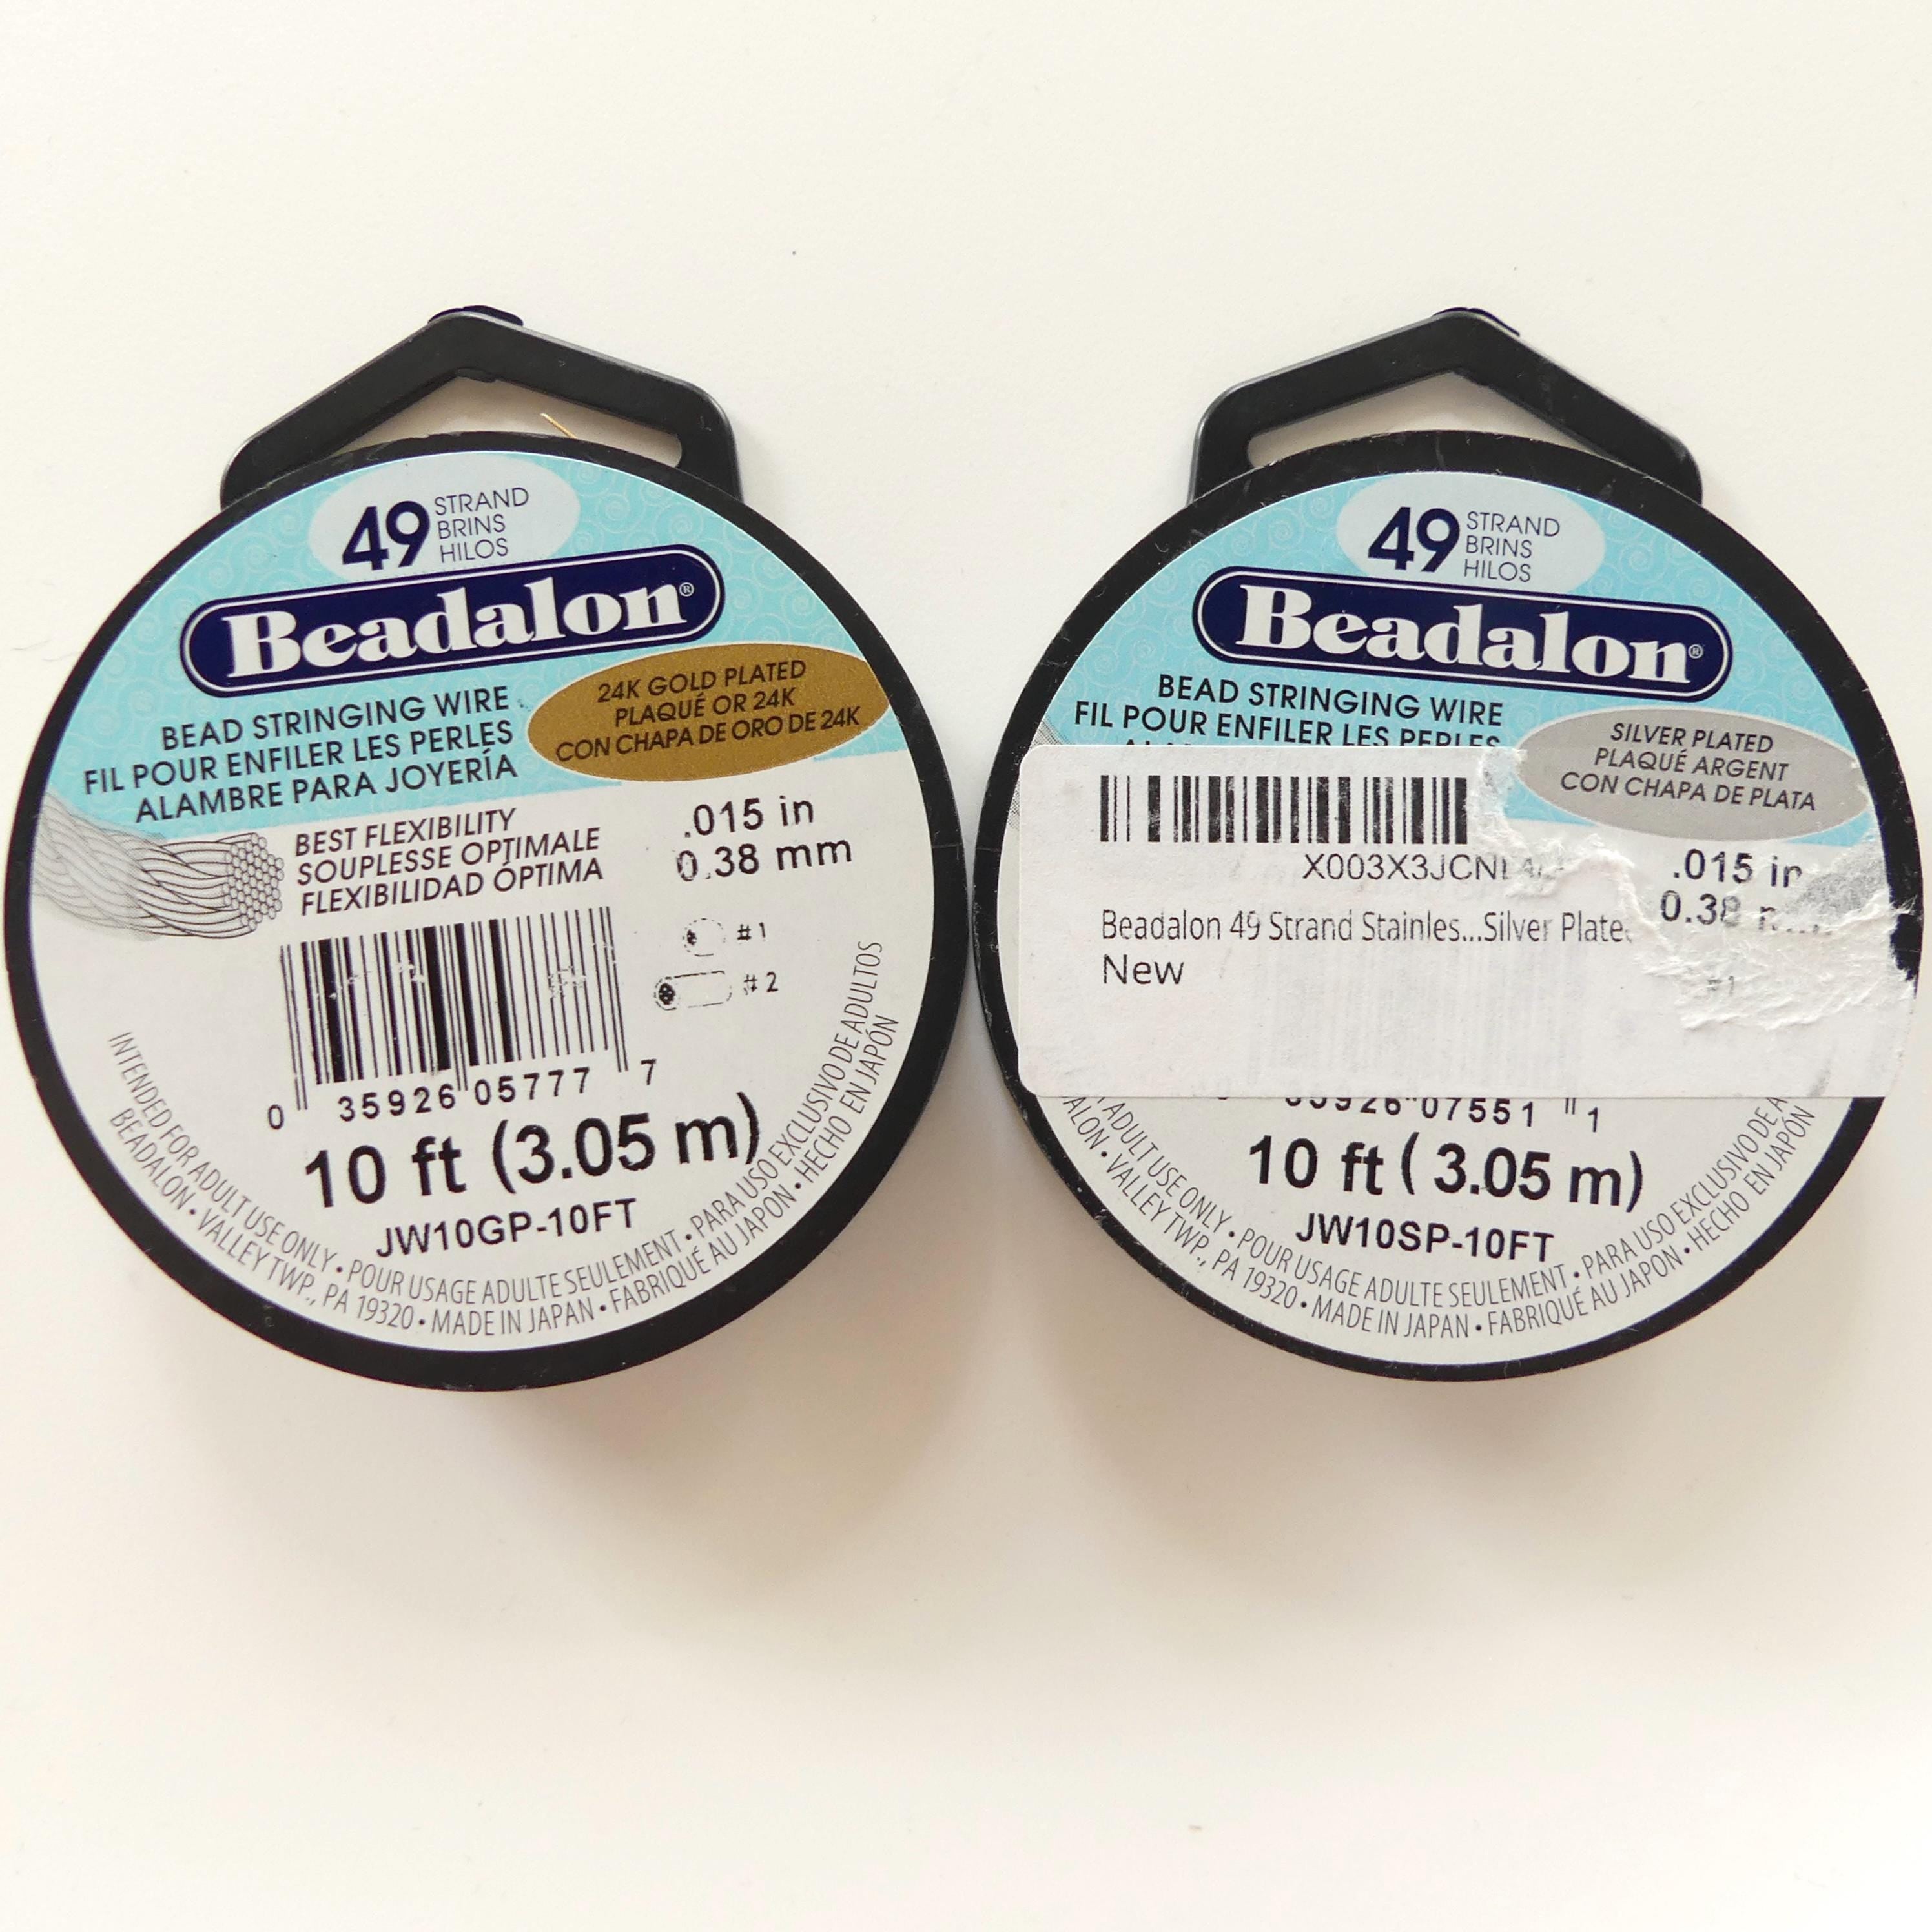 49 STRAND
BRINS
HILOS
Beadalon®
BEAD STRINGING WIRE
FIL POUR ENFILER LES PERLES
ALAMBRE PARA JOYERÍA
24K GOLD PLATED
PLAQUÉ OR 24K
CON CHAPA DE ORO DE 24K
BEST FLEXIBILITY
SOUPLESSE OPTIMALE
FLEXIBILIDAD ÓPTIMA
.015 in
0.38 mm
#1
#2
0 35926 05777 7
10 ft (3.05 m)
JW10GP-10FT
INTENDED FOR ADULT USE ONLY • POUR USAGE ADULTE SEULEMENT • PARA USO EXCLUSIVO DE ADULTOS
BEADALON • VALLEY TWP., PA 19320 • MADE IN JAPAN • FABRIQUÉ AU JAPON • HECHO EN JAPÓN
49 STRAND
BRINS
HILOS
Beadalon®
BEAD STRINGING WIRE
FIL POUR ENFILER LES PERLES
SILVER PLATED
PLAQUÉ ARGENT
CON CHAPA DE PLATA
.015 in
0.38
Beadalon 49 Strand Stainles...Silver Plate
New
#1
35926 07551 1
10 ft (3.05 m)
JW10SP-10FT
ADULT USE ONLY • POUR USAGE ADULTE SEULEMENT • PARA USO EXCLUSIVO DE
VALLEY TWP., PA 19320 • MADE IN JAPAN • FABRIQUÉ AU JAPON • HECHO EN JAPÓN